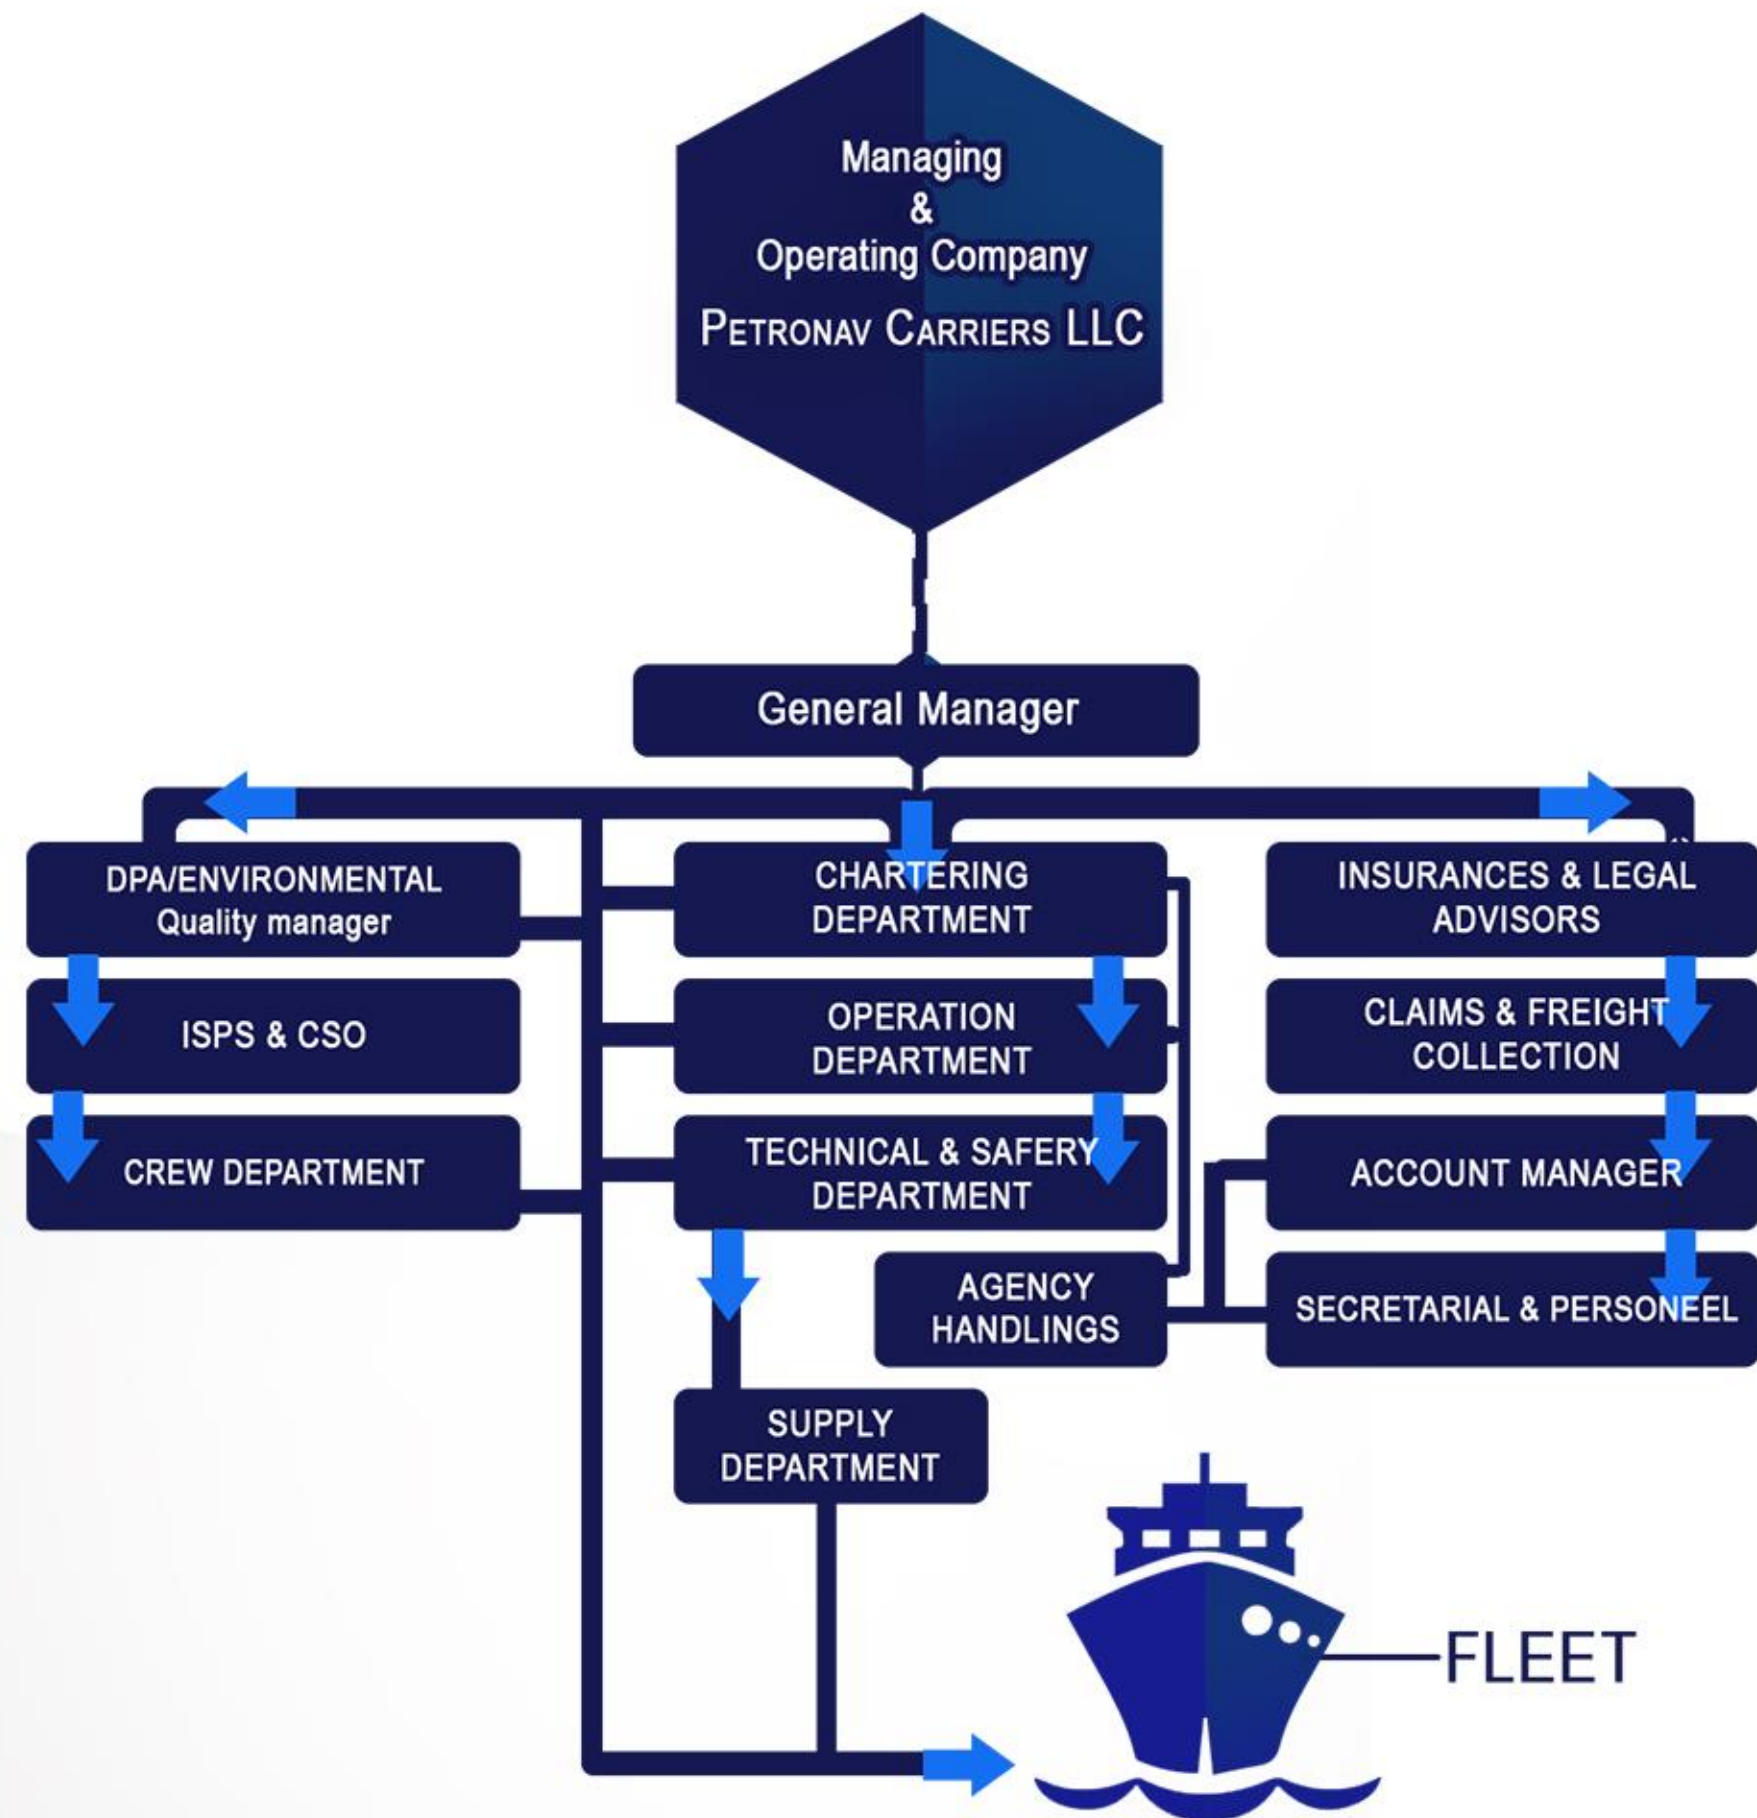 Managing
&
Operating Company
PETRONAV CARRIERS LLC
General Manager
DPA/ENVIRONMENTAL
Quality manager
ISPS & CSO
CREW DEPARTMENT
CHARTERING
DEPARTMENT
OPERATION
DEPARTMENT
TECHNICAL & SAFERY
DEPARTMENT
AGENCY
HANDLINGS
SUPPLY
DEPARTMENT
INSURANCES & LEGAL
ADVISORS
CLAIMS & FREIGHT
COLLECTION
ACCOUNT MANAGER
SECRETARIAL & PERSONEEL
FLEET